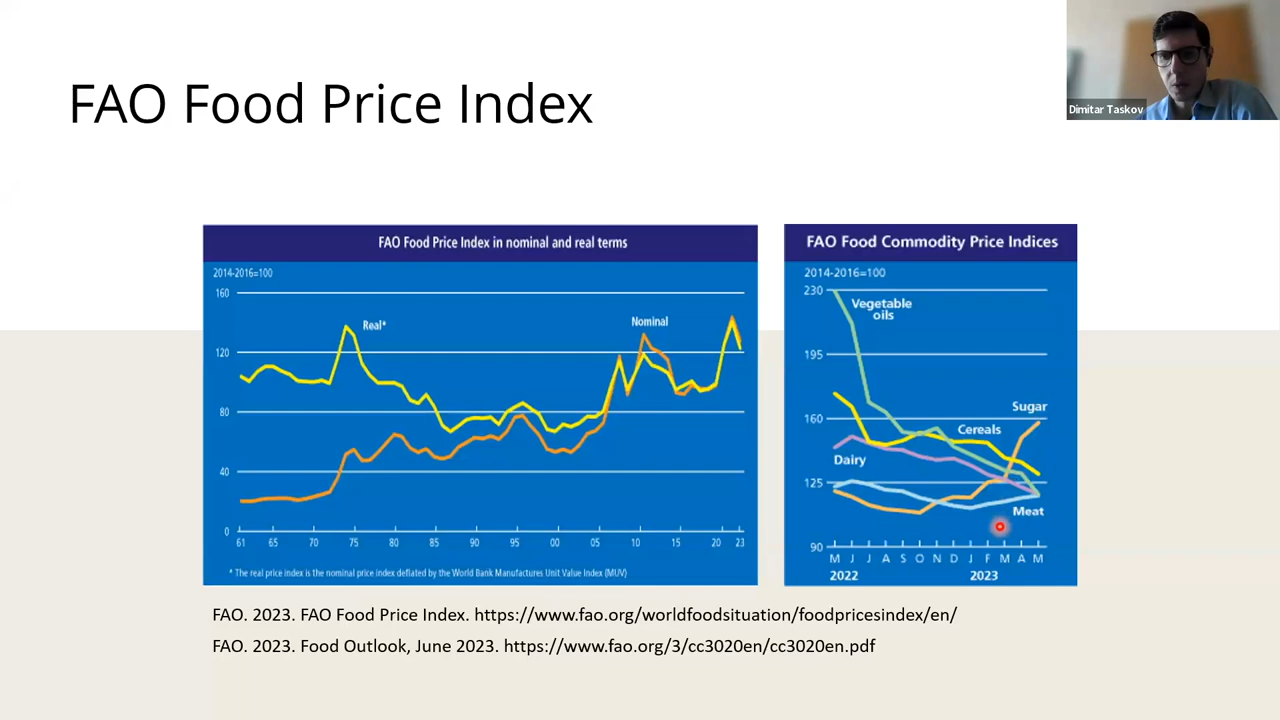 FAO Food Price Index
Dimitar Taskov
FAO Food Price Index in nominal and real terms
2014-2016=100
160
120
80
40
0
Real*
Nominal
61 65 70 75 80 85 90 95 00 05 10 15 20 23
* The real price index is the nominal price index deflated by the World Bank Manufactures Unit Value Index (MUV)
FAO Food Commodity Price Indices
2014-2016=100
230
195
160
125
90
Vegetable
oils
Sugar
Cereals
Dairy
Meat
M J J A S O N D J F M A M
2022 2023
FAO. 2023. FAO Food Price Index. https://www.fao.org/worldfoodsituation/foodpricesindex/en/
FAO. 2023. Food Outlook, June 2023. https://www.fao.org/3/cc3020en/cc3020en.pdf